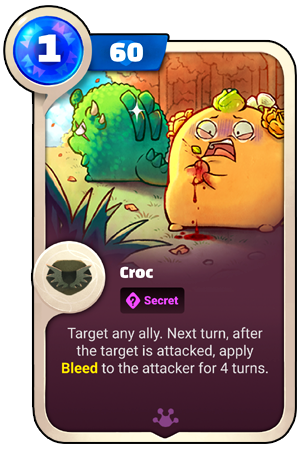 1
60
Croc
Secret
Target any ally. Next turn, after
the target is attacked, apply
Bleed to the attacker for 4 turns.